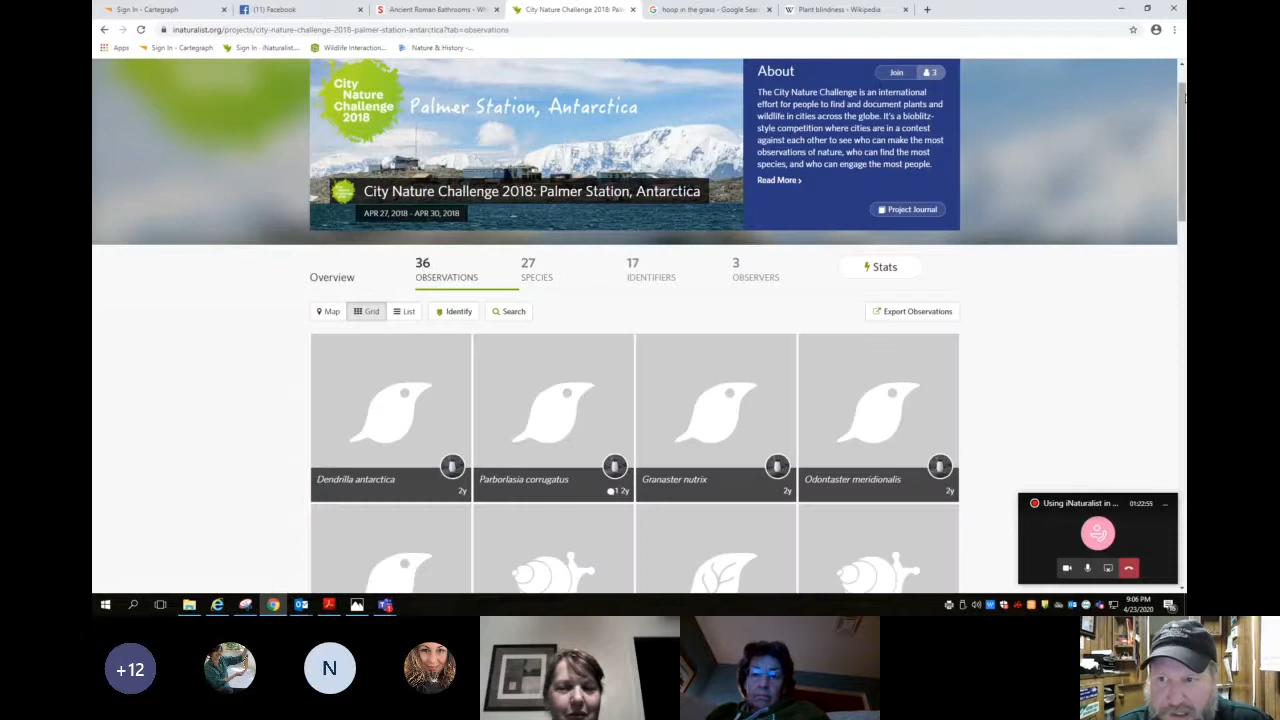 Sign In - Cartegraph
(11) Facebook
Ancient Roman Bathrooms - Wh
City Nature Challenge 2018: Palm
hoop in the grass - Google Sear
Plant blindness - Wikipedia
inaturalist.org/projects/city-nature-challenge-2018-palmer-station-antarctica?tab=observations
Apps
Sign In - Cartegraph
Sign In · iNaturalist...
Wildlife Interaction...
Nature & History -...
City Nature Challenge 2018
Palmer Station, Antarctica
City Nature Challenge 2018: Palmer Station, Antarctica
APR 27, 2018 - APR 30, 2018
About
Join
3
The City Nature Challenge is an international
effort for people to find and document plants and
wildlife in cities across the globe. It's a bioblitz-
style competition where cities are in a contest
against each other to see who can make the most
observations of nature, who can find the most
species, and who can engage the most people.
Read More ›
Project Journal
Overview
36
OBSERVATIONS
27
SPECIES
17
IDENTIFIERS
3
OBSERVERS
Stats
Map
Grid
List
Identify
Search
Export Observations
Dendrilla antarctica
2y
Parborlasia corrugatus
1 2y
Granaster nutrix
2y
Odontaster meridionalis
2y
Using iNaturalist in ...
01:22:55
...
9:06 PM
4/23/2020
+12
N